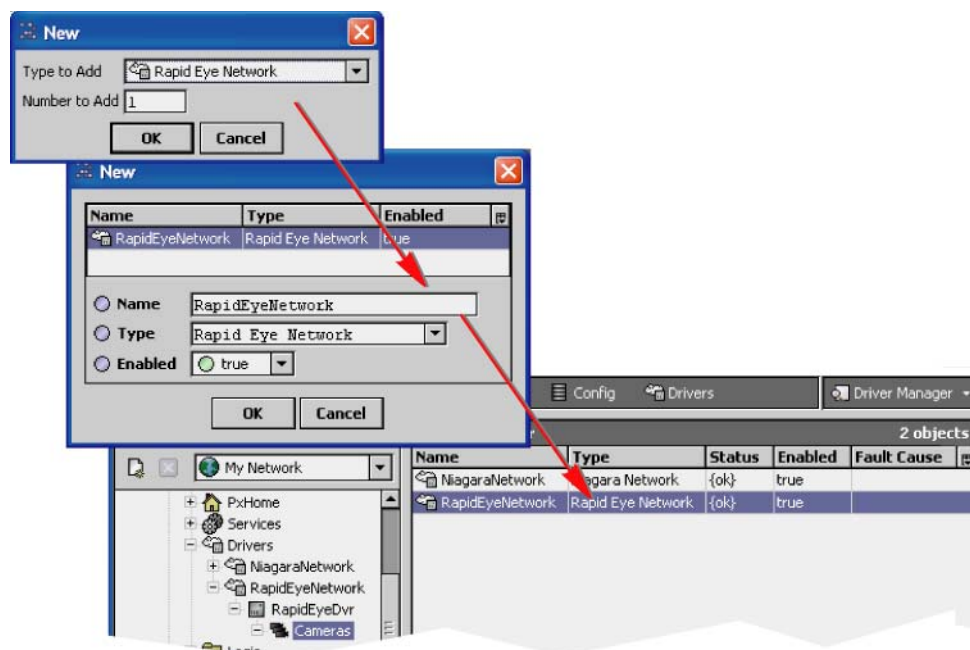 New
Type to Add Rapid Eye Network
Number to Add 1
OK Cancel
New
Name Type Enabled
RapidEyeNetwork Rapid Eye Network true
Name RapidEyeNetwork
Type Rapid Eye Network
Enabled true
OK Cancel
Config Drivers Driver Manager
2 objects
My Network
PxHome
Services
Drivers
NiagaraNetwork
RapidEyeNetwork
RapidEyeDvr
Cameras
Name Type Status Enabled Fault Cause
NiagaraNetwork Niagara Network {ok} true
RapidEyeNetwork Rapid Eye Network {ok} true